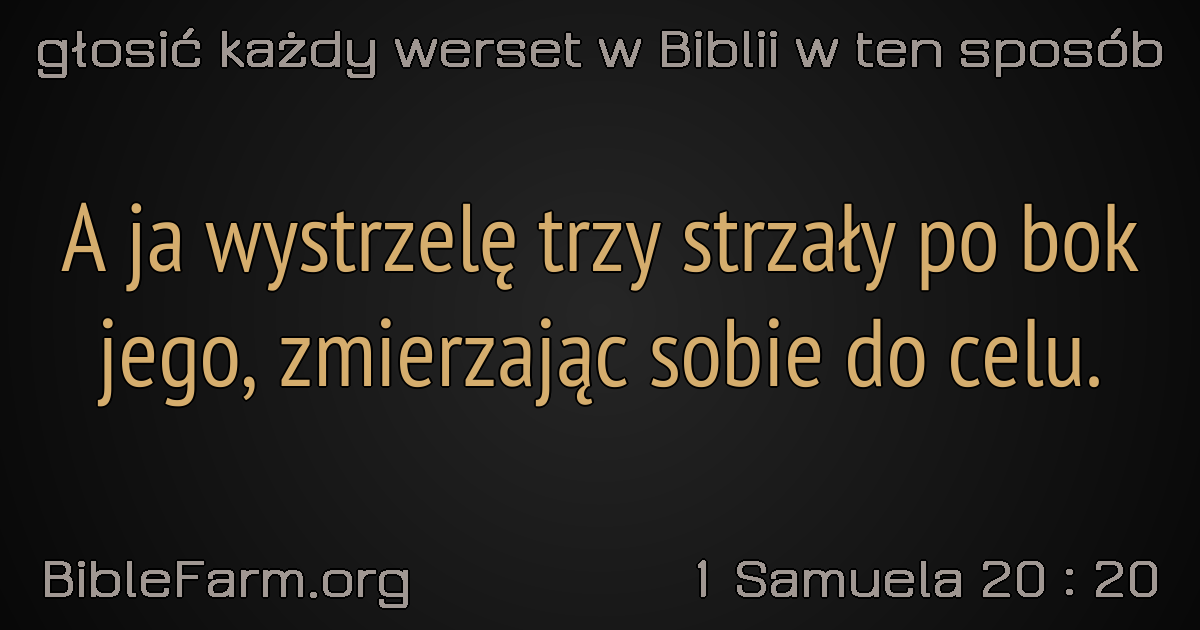 głosić każdy werset w Biblii w ten sposób
A ja wystrzelę trzy strzały po bok
jego, zmierzając sobie do celu.
BibleFarm.org
1 Samuela 20 : 20